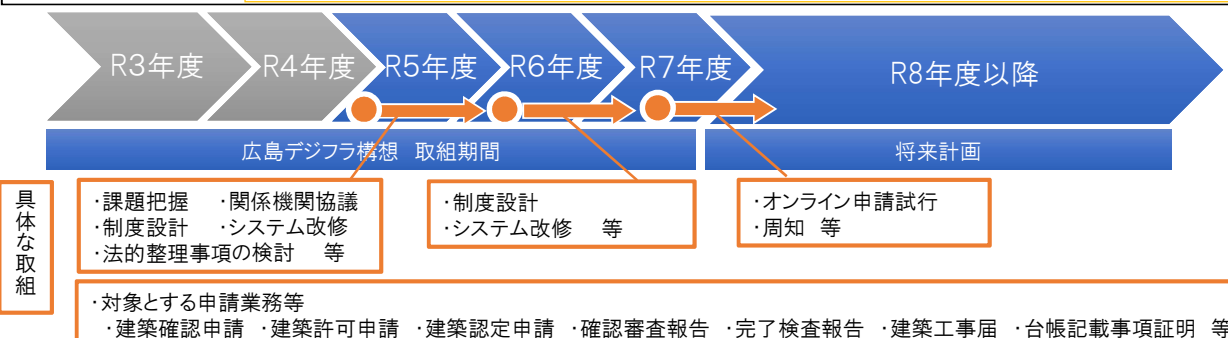 R3年度 R4年度 R5年度 R6年度 R7年度 R8年度以降
広島デジフラ構想 取組期間 将来計画
具体な取組
・課題把握 ・関係機関協議
・制度設計 ・システム改修
・法的整理事項の検討 等
・制度設計
・システム改修 等
・オンライン申請試行
・周知 等
・対象とする申請業務等
・建築確認申請 ・建築許可申請 ・建築認定申請 ・確認審査報告 ・完了検査報告 ・建築工事届 ・台帳記載事項証明 等